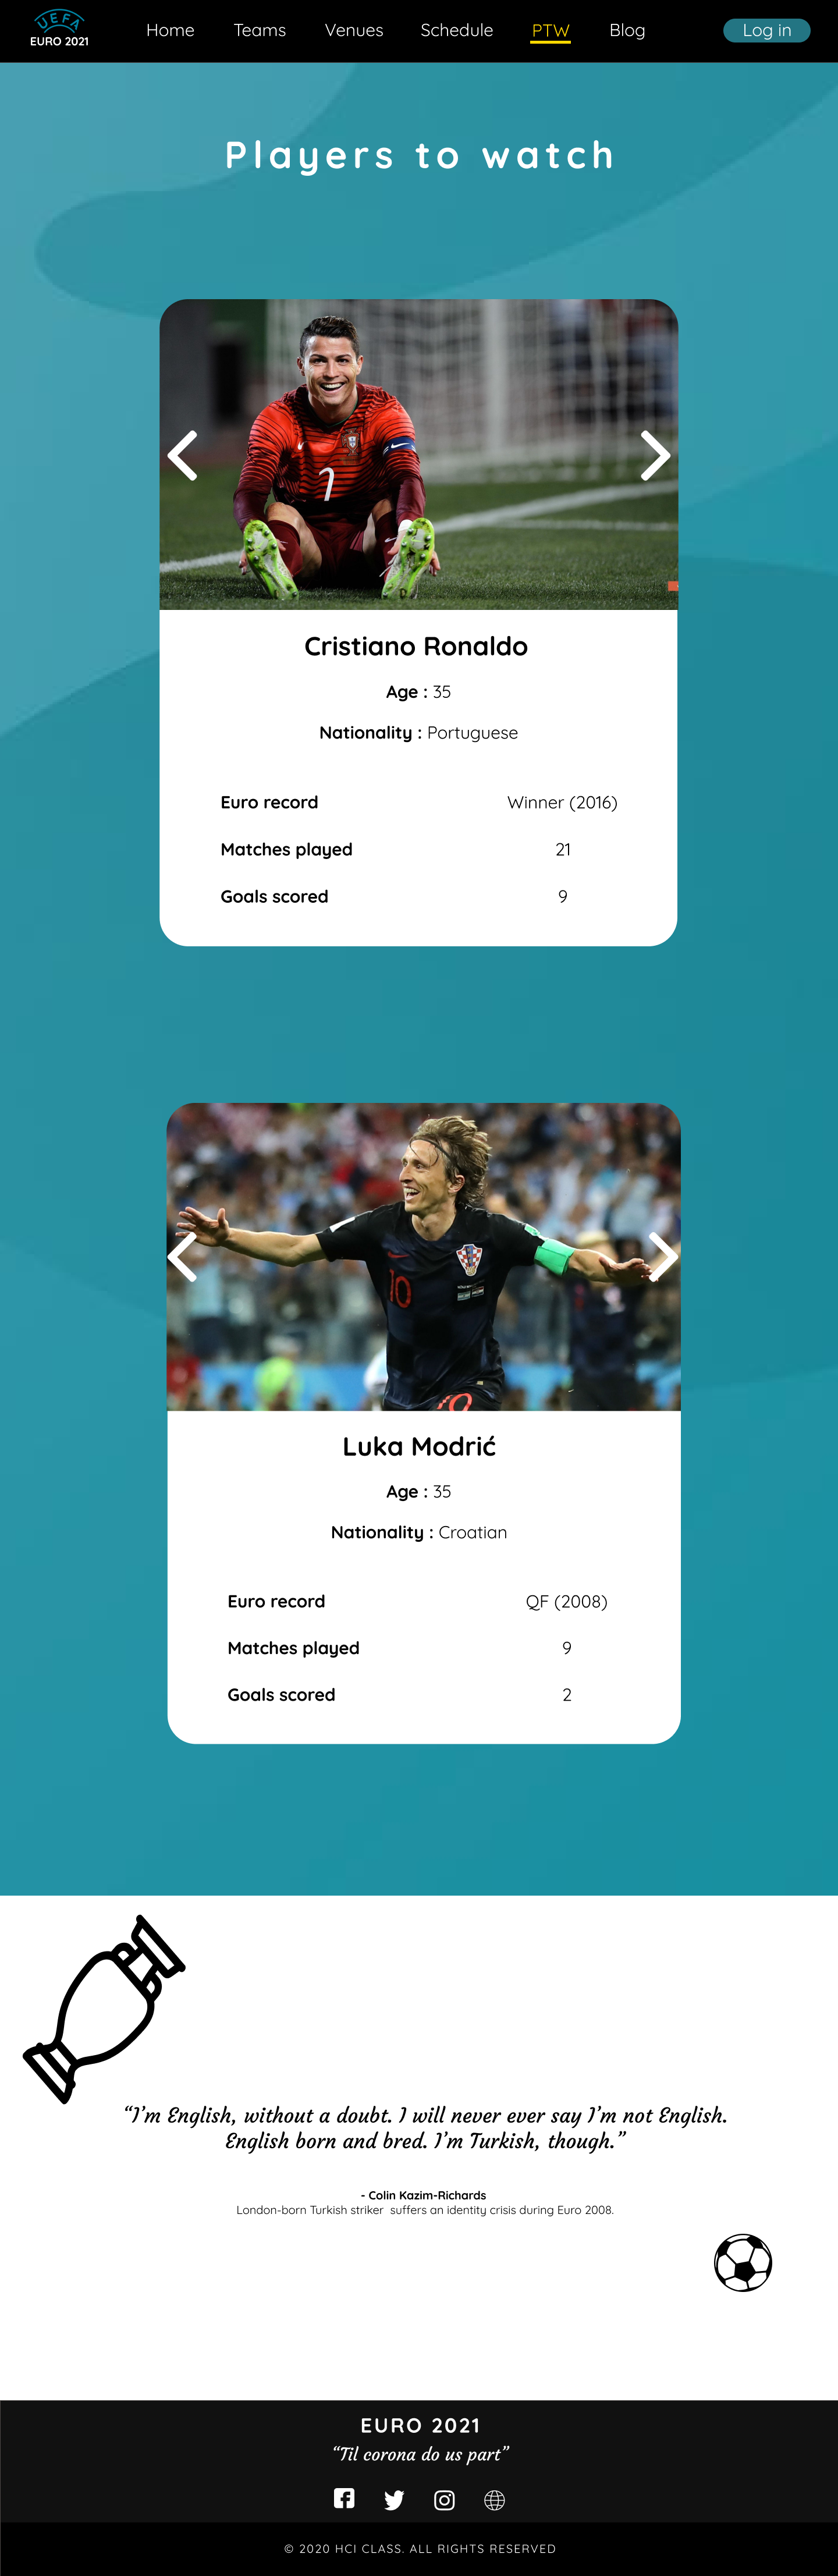 UEFA
EURO 2021
Home Teams Venues Schedule PTW Blog Log in
Players to watch
7
Cristiano Ronaldo
Age : 35
Nationality : Portuguese
Euro record Winner (2016)
Matches played 21
Goals scored 9
10
Luka Modrić
Age : 35
Nationality : Croatian
Euro record QF (2008)
Matches played 9
Goals scored 2
“I’m English, without a doubt. I will never ever say I’m not English.
English born and bred. I’m Turkish, though.”
- Colin Kazim-Richards
London-born Turkish striker suffers an identity crisis during Euro 2008.
EURO 2021
“Til corona do us part”
© 2020 HCI CLASS. ALL RIGHTS RESERVED